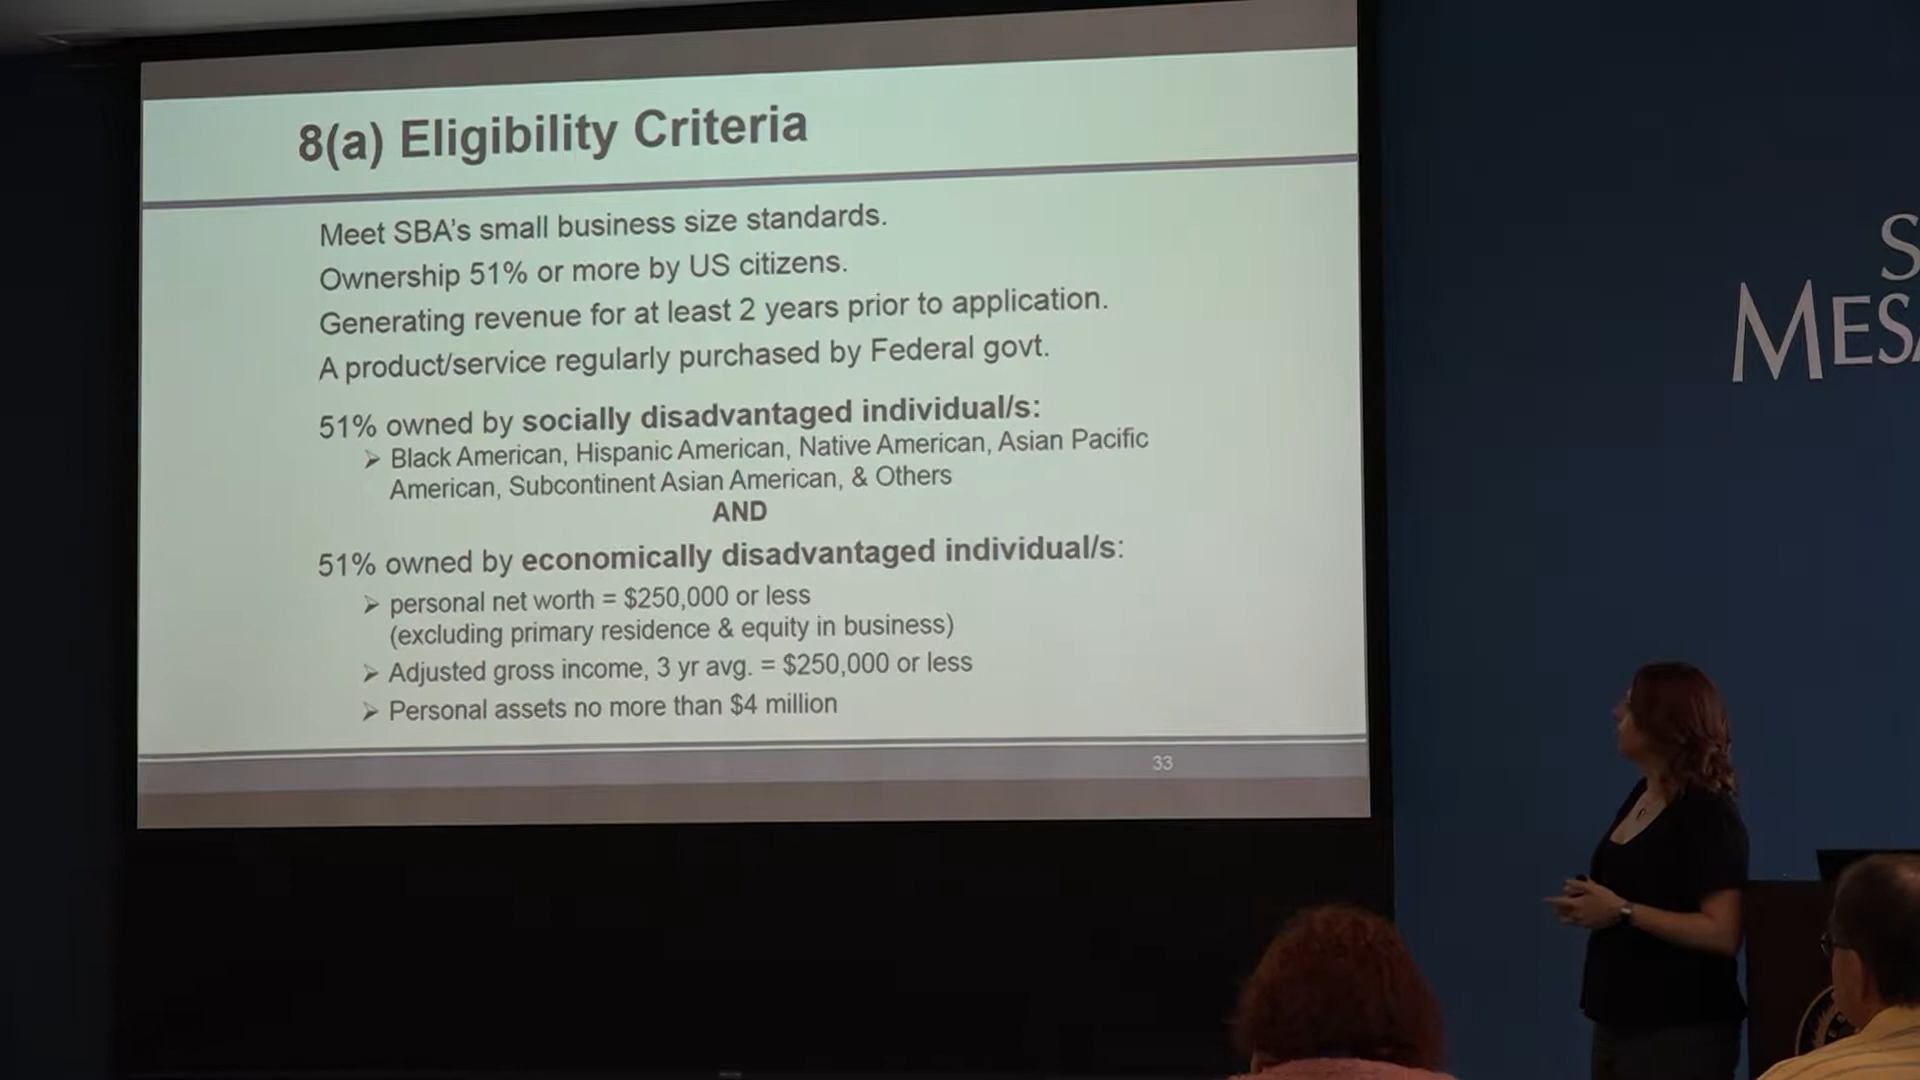 8(a) Eligibility Criteria
Meet SBA's small business size standards.
Ownership 51% or more by US citizens.
Generating revenue for at least 2 years prior to application.
A product/service regularly purchased by Federal govt.
51% owned by socially disadvantaged individual/s:
➢ Black American, Hispanic American, Native American, Asian Pacific
American, Subcontinent Asian American, & Others
AND
51% owned by economically disadvantaged individual/s:
➢ personal net worth = $250,000 or less
(excluding primary residence & equity in business)
➢ Adjusted gross income, 3 yr avg. = $250,000 or less
➢ Personal assets no more than $4 million
33
S
MESA